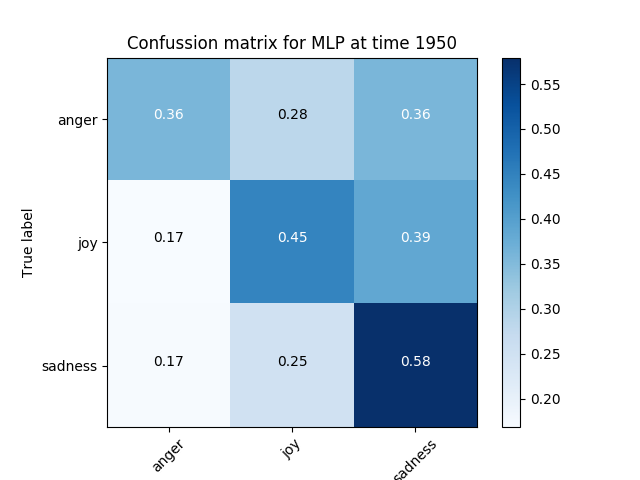 Confussion matrix for MLP at time 1950
True label
anger 0.36 0.28 0.36
joy 0.17 0.45 0.39
sadness 0.17 0.25 0.58
anger joy sadness
0.55
0.50
0.45
0.40
0.35
0.30
0.25
0.20